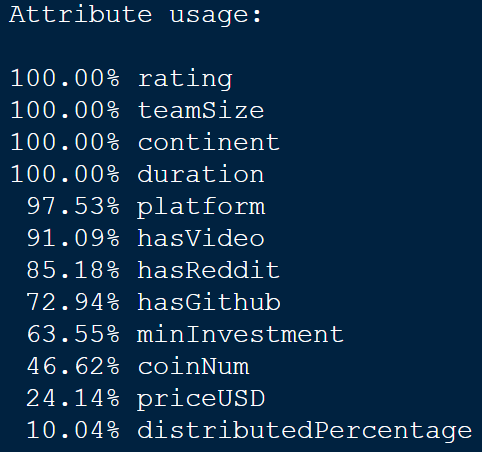 Attribute usage:
100.00% rating
100.00% teamSize
100.00% continent
100.00% duration
97.53% platform
91.09% hasVideo
85.18% hasReddit
72.94% hasGithub
63.55% minInvestment
46.62% coinNum
24.14% priceUSD
10.04% distributedPercentage